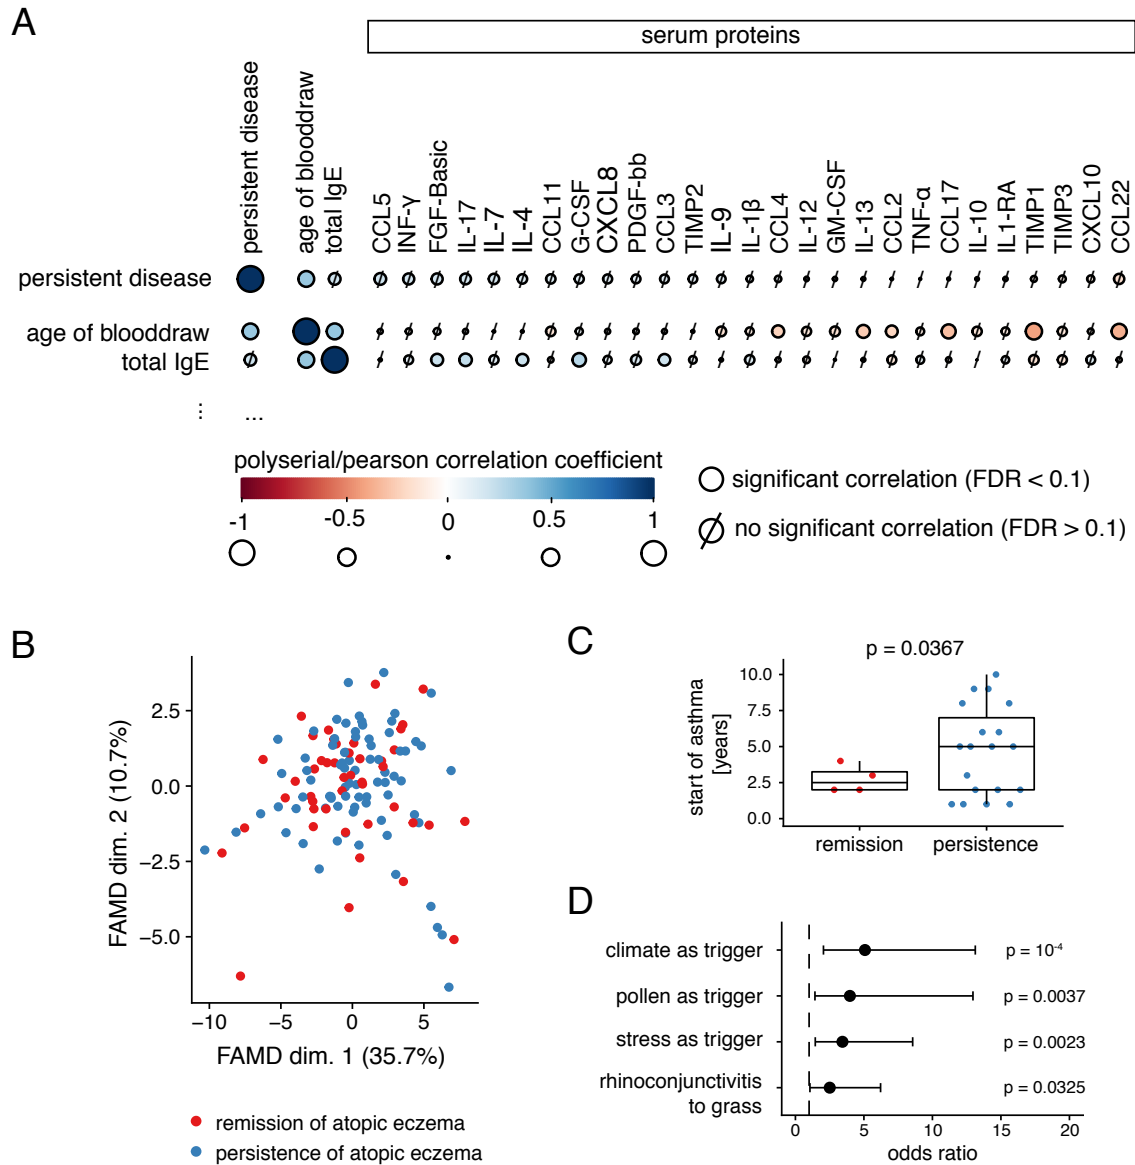 A
serum proteins
persistent disease
age of blooddraw
total IgE
CCL5
INF-γ
FGF-Basic
IL-17
IL-7
IL-4
CCL11
G-CSF
CXCL8
PDGF-bb
CCL3
TIMP2
IL-9
IL-1β
CCL4
IL-12
GM-CSF
IL-13
CCL2
TNF-α
CCL17
IL-10
IL1-RA
TIMP1
TIMP3
CXCL10
CCL22
persistent disease
age of blooddraw
total IgE
⋮ ...
polyserial/pearson correlation coefficient
-1 -0.5 0 0.5 1
significant correlation (FDR < 0.1)
no significant correlation (FDR > 0.1)
B
FAMD dim. 2 (10.7%)
2.5
0.0
−2.5
−5.0
−10 −5 0 5
FAMD dim. 1 (35.7%)
remission of atopic eczema
persistence of atopic eczema
C
p = 0.0367
start of asthma
[years]
10.0
7.5
5.0
2.5
0.0
remission persistence
D
climate as trigger p = 10⁻⁴
pollen as trigger p = 0.0037
stress as trigger p = 0.0023
rhinoconjunctivitis
to grass p = 0.0325
0 5 10 15 20
odds ratio